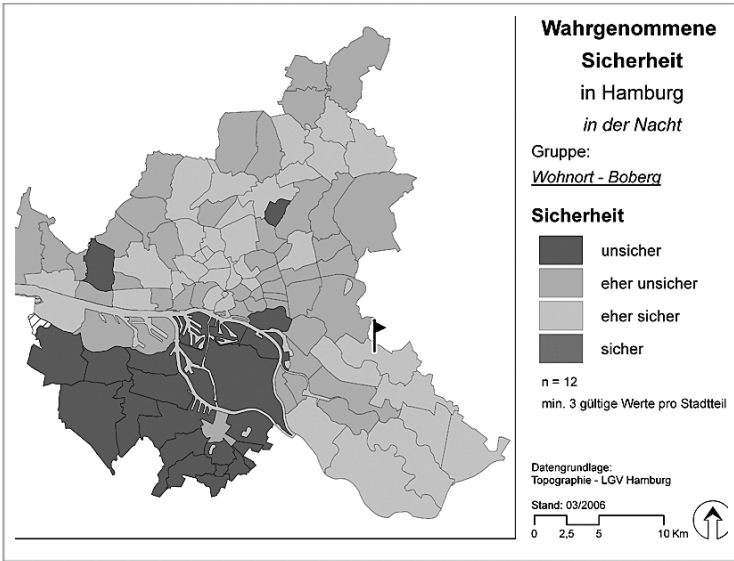 Wahrgenommene
Sicherheit
in Hamburg
in der Nacht
Gruppe:
Wohnort - Boberg
Sicherheit
unsicher
eher unsicher
eher sicher
sicher
n = 12
min. 3 gültige Werte pro Stadtteil
Datengrundlage:
Topographie - LGV Hamburg
Stand: 03/2006
0 2,5 5 10 Km